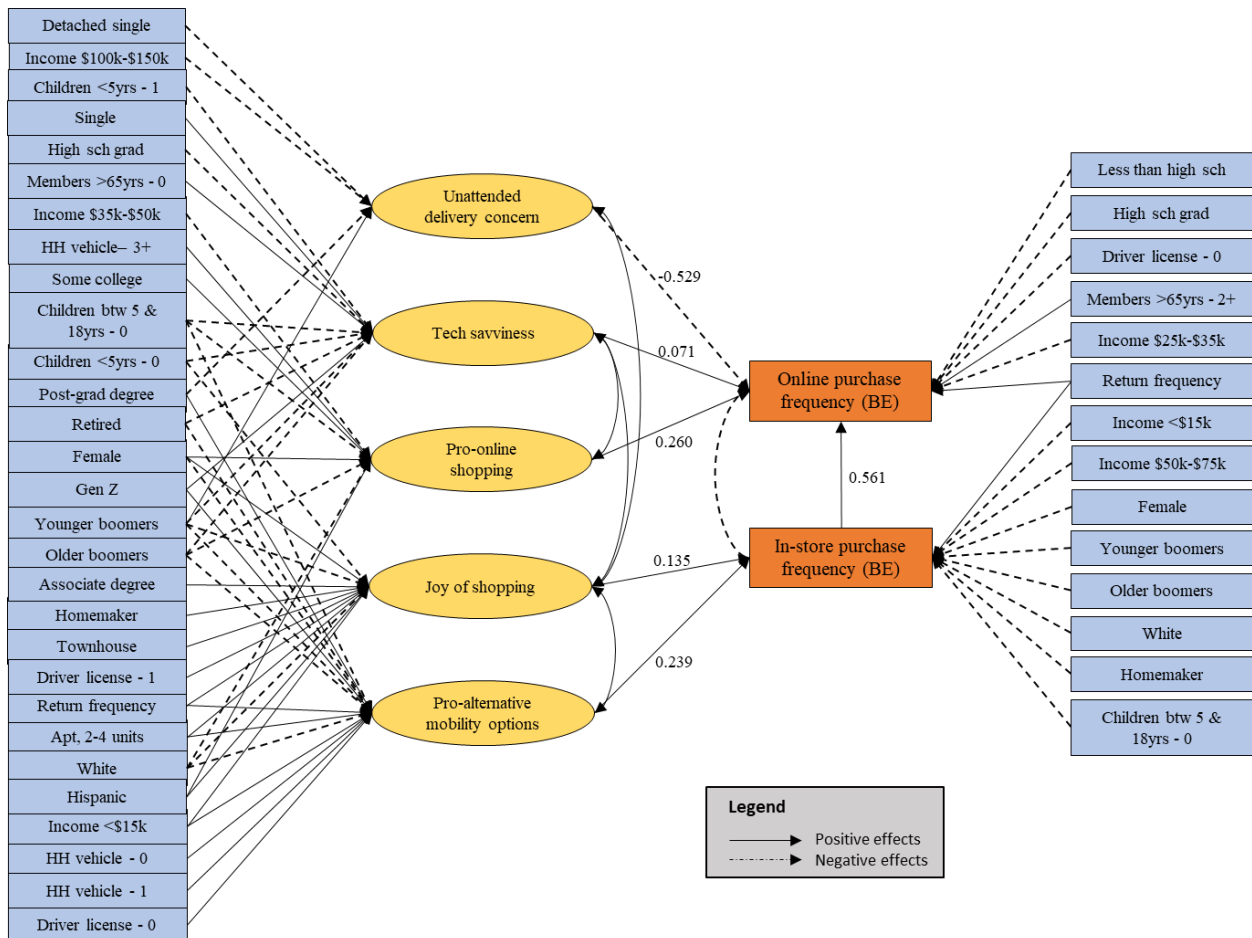 Detached single
Income $100k-$150k
Children <5yrs - 1
Single
High sch grad
Members >65yrs - 0
Income $35k-$50k
HH vehicle– 3+
Some college
Children btw 5 &
18yrs - 0
Children <5yrs - 0
Post-grad degree
Retired
Female
Gen Z
Younger boomers
Older boomers
Associate degree
Homemaker
Townhouse
Driver license - 1
Return frequency
Apt, 2-4 units
White
Hispanic
Income <$15k
HH vehicle - 0
HH vehicle - 1
Driver license - 0
Unattended
delivery concern
Tech savviness
Pro-online
shopping
Joy of shopping
Pro-alternative
mobility options
-0.529
0.071
0.260
0.561
0.135
0.239
Online purchase
frequency (BE)
In-store purchase
frequency (BE)
Less than high sch
High sch grad
Driver license - 0
Members >65yrs - 2+
Income $25k-$35k
Return frequency
Income <$15k
Income $50k-$75k
Female
Younger boomers
Older boomers
White
Homemaker
Children btw 5 &
18yrs - 0
Legend
Positive effects
Negative effects